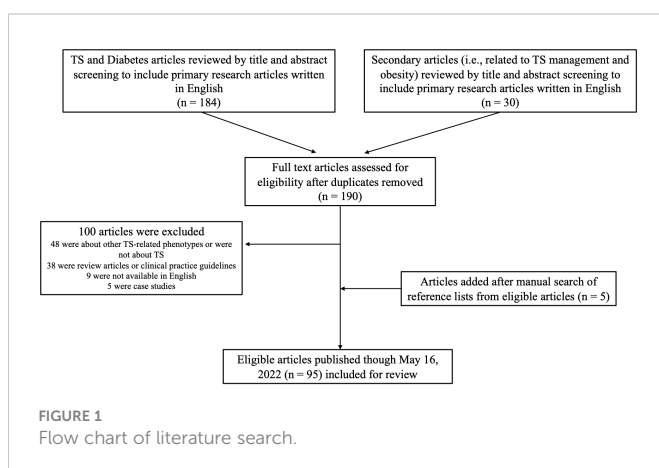 TS and Diabetes articles reviewed by title and abstract
screening to include primary research articles written
in English
(n = 184)
Secondary articles (i.e., related to TS management and
obesity) reviewed by title and abstract screening to
include primary research articles written in English
(n = 30)
Full text articles assessed for
eligibility after duplicates removed
(n = 190)
100 articles were excluded
48 were about other TS-related phenotypes or were
not about TS
38 were review articles or clinical practice guidelines
9 were not available in English
5 were case studies
Articles added after manual search of
reference lists from eligible articles (n = 5)
Eligible articles published though May 16,
2022 (n = 95) included for review
FIGURE 1
Flow chart of literature search.